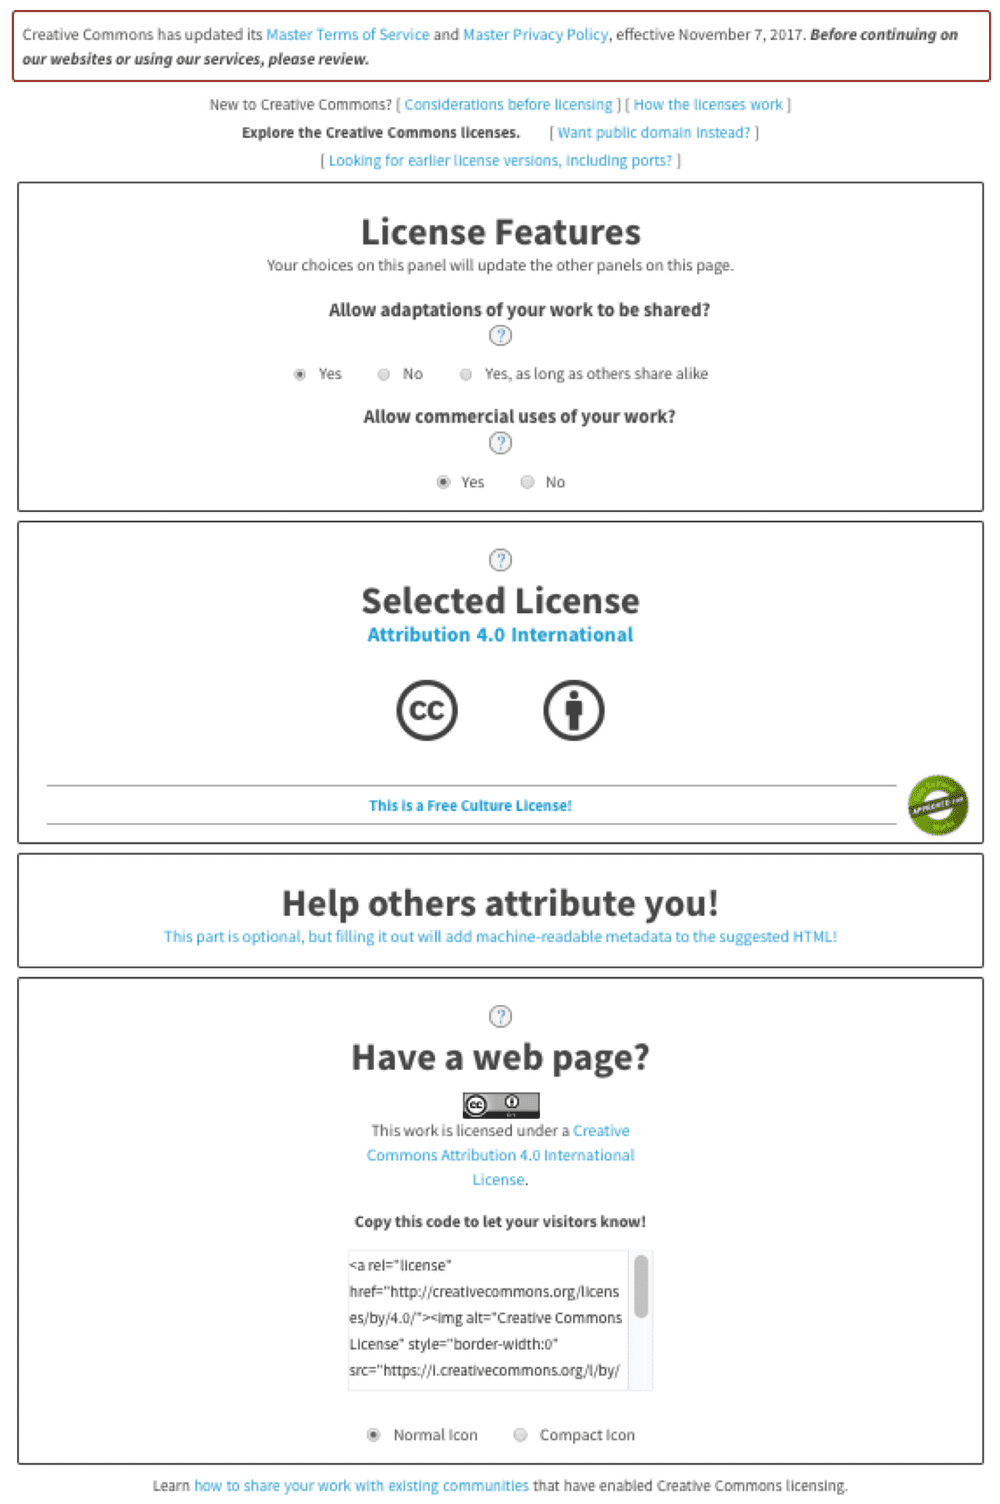 Creative Commons has updated its Master Terms of Service and Master Privacy Policy, effective November 7, 2017. Before continuing on
our websites or using our services, please review.
New to Creative Commons? [ Considerations before licensing ] [ How the licenses work ]
Explore the Creative Commons licenses. [ Want public domain instead? ]
[ Looking for earlier license versions, including ports? ]
License Features
Your choices on this panel will update the other panels on this page.
Allow adaptations of your work to be shared?
?
Yes No Yes, as long as others share alike
Allow commercial uses of your work?
?
Yes No
?
Selected License
Attribution 4.0 International
cc
This is a Free Culture License!
APPROVED FOR
Help others attribute you!
This part is optional, but filling it out will add machine-readable metadata to the suggested HTML!
?
Have a web page?
cc
This work is licensed under a Creative
Commons Attribution 4.0 International
License.
Copy this code to let your visitors know!
<a rel="license"
href="http://creativecommons.org/licens
es/by/4.0/"><img alt="Creative Commons
License" style="border-width:0"
src="https://i.creativecommons.org/l/by/
Normal Icon Compact Icon
Learn how to share your work with existing communities that have enabled Creative Commons licensing.